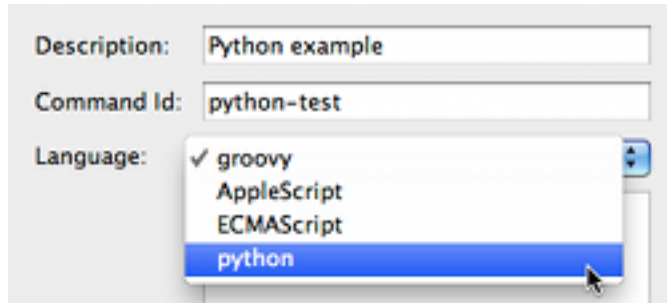 Description: Python example
Command Id: python-test
Language: ✓ groovy
AppleScript
ECMAScript
python